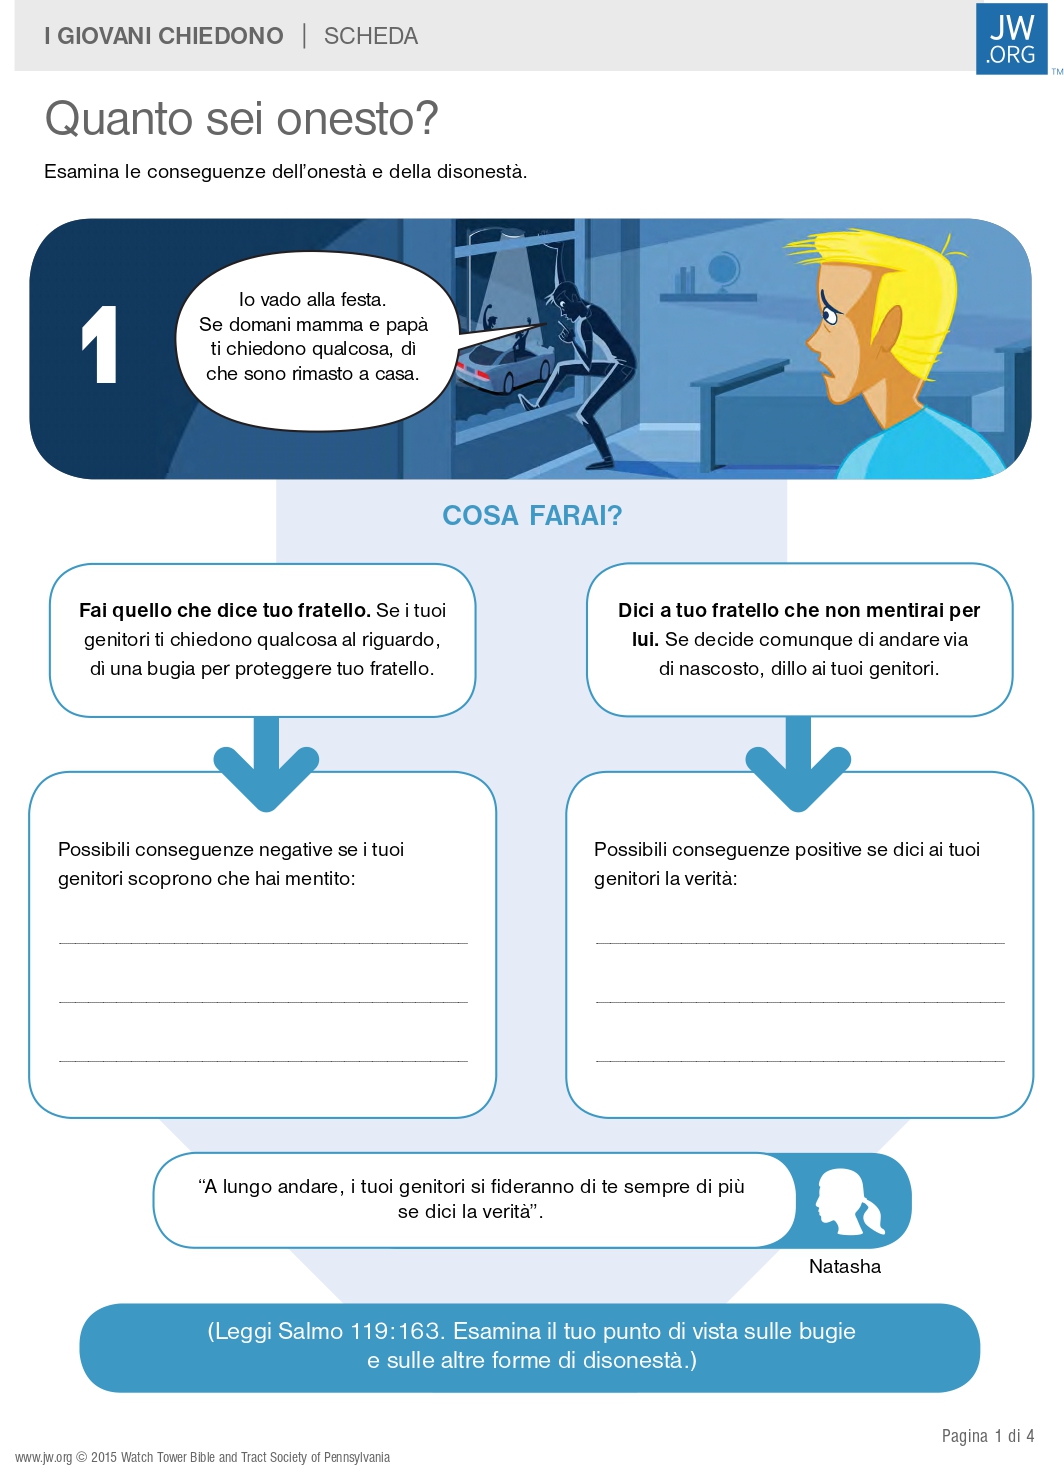 I GIOVANI CHIEDONO | SCHEDA
JW
.ORG
TM
Quanto sei onesto?
Esamina le conseguenze dell'onestà e della disonestà.
1
Io vado alla festa.
Se domani mamma e papà
ti chiedono qualcosa, dì
che sono rimasto a casa.
COSA FARAI?
Fai quello che dice tuo fratello. Se i tuoi
genitori ti chiedono qualcosa al riguardo,
dì una bugia per proteggere tuo fratello.
Dici a tuo fratello che non mentirai per
lui. Se decide comunque di andare via
di nascosto, dillo ai tuoi genitori.
Possibili conseguenze negative se i tuoi
genitori scoprono che hai mentito:
Possibili conseguenze positive se dici ai tuoi
genitori la verità:
“A lungo andare, i tuoi genitori si fideranno di te sempre di più
se dici la verità”.
Natasha
(Leggi Salmo 119:163. Esamina il tuo punto di vista sulle bugie
e sulle altre forme di disonestà.)
Pagina 1 di 4
www.jw.org © 2015 Watch Tower Bible and Tract Society of Pennsylvania